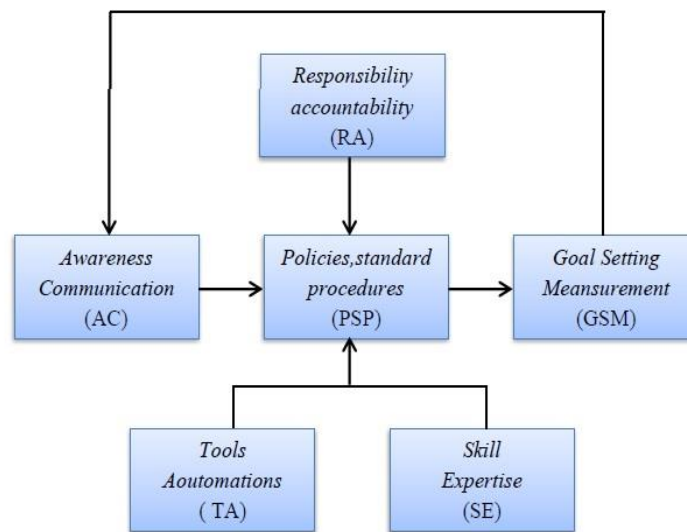 Responsibility
accountability
(RA)
Awareness
Communication
(AC)
Policies,standard
procedures
(PSP)
Goal Setting
Meansurement
(GSM)
Tools
Aoutomations
( TA)
Skill
Expertise
(SE)